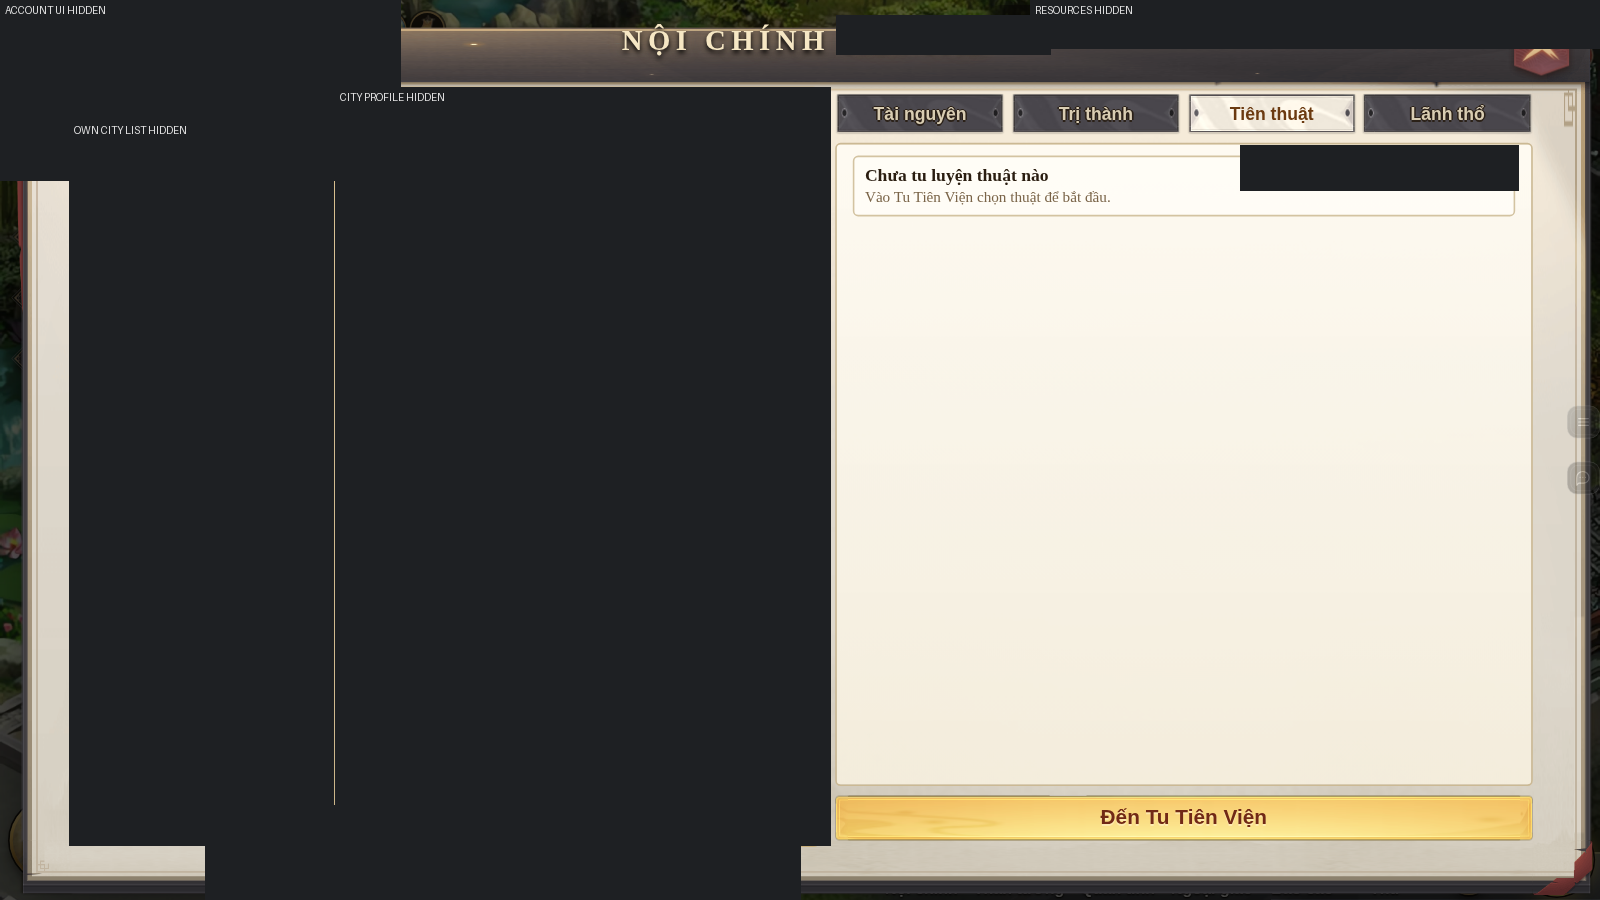 ACCOUNT UI HIDDEN
RESOURCES HIDDEN
NỘI CHÍNH
CITY PROFILE HIDDEN
OWN CITY LIST HIDDEN
Tài nguyên
Trị thành
Tiên thuật
Lãnh thổ
Chưa tu luyện thuật nào
Vào Tu Tiên Viện chọn thuật để bắt đầu.
Đến Tu Tiên Viện